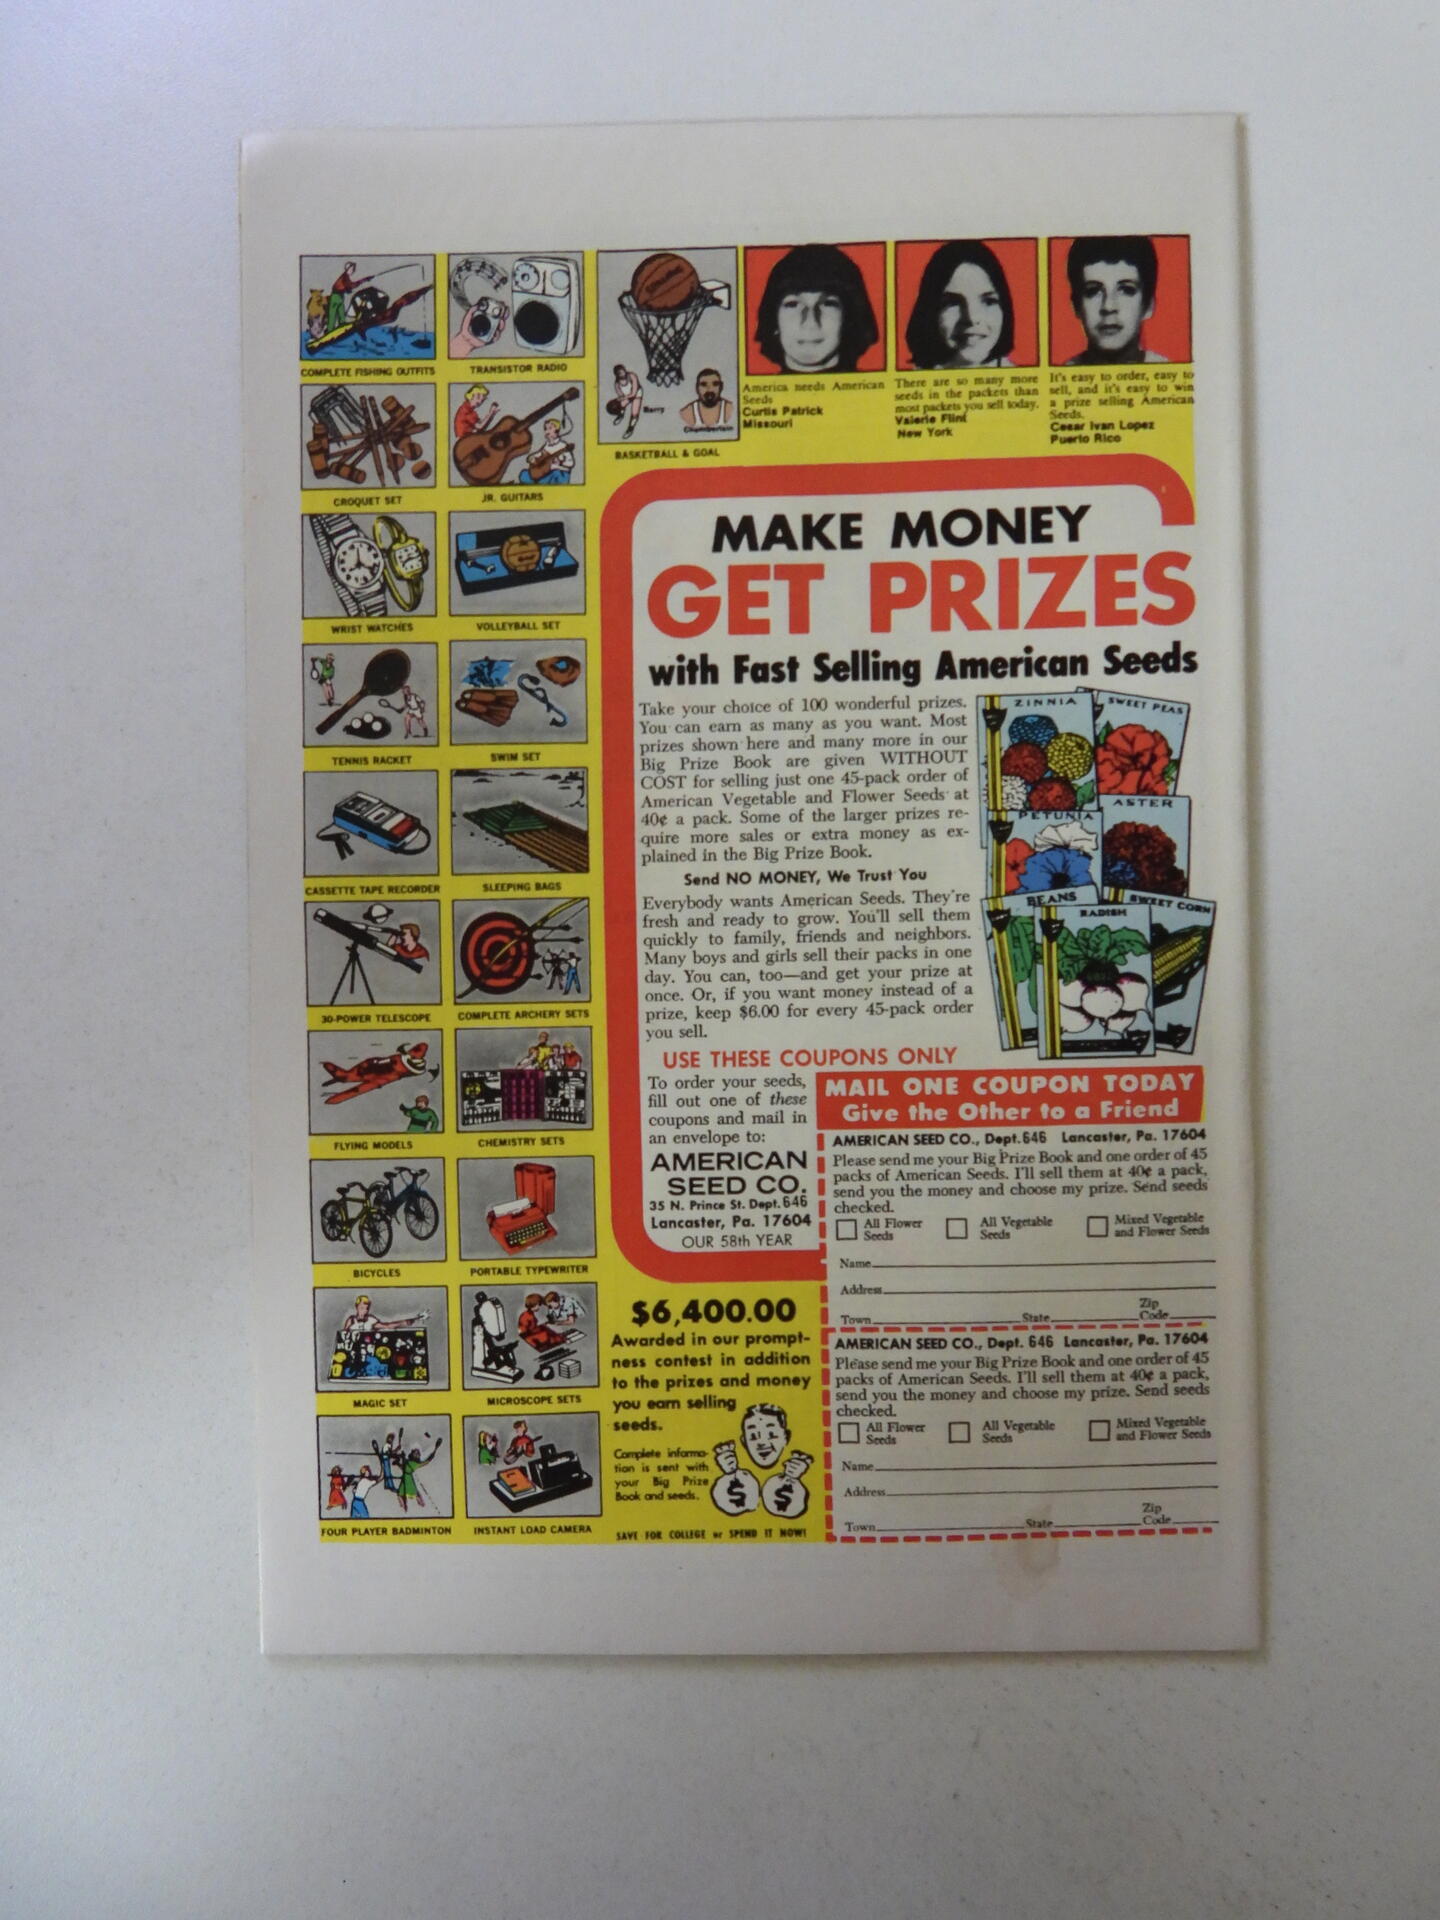 COMPLETE FISHING OUTFITS
TRANSISTOR RADIO
CROQUET SET
JR. GUITARS
WRIST WATCHES
VOLLEYBALL SET
TENNIS RACKET
SWIM SET
CASSETTE TAPE RECORDER
SLEEPING BAGS
30-POWER TELESCOPE
COMPLETE ARCHERY SETS
FLYING MODELS
CHEMISTRY SETS
BICYCLES
PORTABLE TYPEWRITER
MAGIC SET
MICROSCOPE SETS
FOUR PLAYER BADMINTON
INSTANT LOAD CAMERA
Barry
Chamberlain
BASKETBALL & GOAL
America needs American
Seeds
Curtis Patrick
Missouri
There are so many more
seeds in the packets than
most packets you sell today.
Valerie Flint
New York
It's easy to order, easy to
sell, and it's easy to win
a prize selling American
Seeds.
Cesar Ivan Lopez
Puerto Rico
MAKE MONEY
GET PRIZES
with Fast Selling American Seeds
Take your choice of 100 wonderful prizes.
You can earn as many as you want. Most
prizes shown here and many more in our
Big Prize Book are given WITHOUT
COST for selling just one 45-pack order of
American Vegetable and Flower Seeds at
40¢ a pack. Some of the larger prizes re-
quire more sales or extra money as ex-
plained in the Big Prize Book.
Send NO MONEY, We Trust You
Everybody wants American Seeds. They're
fresh and ready to grow. You'll sell them
quickly to family, friends and neighbors.
Many boys and girls sell their packs in one
day. You can, too—and get your prize at
once. Or, if you want money instead of a
prize, keep $6.00 for every 45-pack order
you sell.
ZINNIA
SWEET PEAS
ASTER
PETUNIA
BEANS
RADISH
SWEET CORN
USE THESE COUPONS ONLY
To order your seeds,
fill out one of these
coupons and mail in
an envelope to:
AMERICAN
SEED CO.
35 N. Prince St. Dept. 646
Lancaster, Pa. 17604
OUR 58th YEAR
MAIL ONE COUPON TODAY
Give the Other to a Friend
AMERICAN SEED CO., Dept. 646 Lancaster, Pa. 17604
Please send me your Big Prize Book and one order of 45
packs of American Seeds. I'll sell them at 40¢ a pack,
send you the money and choose my prize. Send seeds
checked.
All Flower Seeds
All Vegetable Seeds
Mixed Vegetable and Flower Seeds
Name
Address
Town State Zip Code
AMERICAN SEED CO., Dept. 646 Lancaster, Pa. 17604
Please send me your Big Prize Book and one order of 45
packs of American Seeds. I'll sell them at 40¢ a pack,
send you the money and choose my prize. Send seeds
checked.
All Flower Seeds
All Vegetable Seeds
Mixed Vegetable and Flower Seeds
Name
Address
Town State Zip Code
$6,400.00
Awarded in our prompt-
ness contest in addition
to the prizes and money
you earn selling
seeds.
Complete informa-
tion is sent with
your Big Prize
Book and seeds.
$ $
SAVE FOR COLLEGE or SPEND IT NOW!